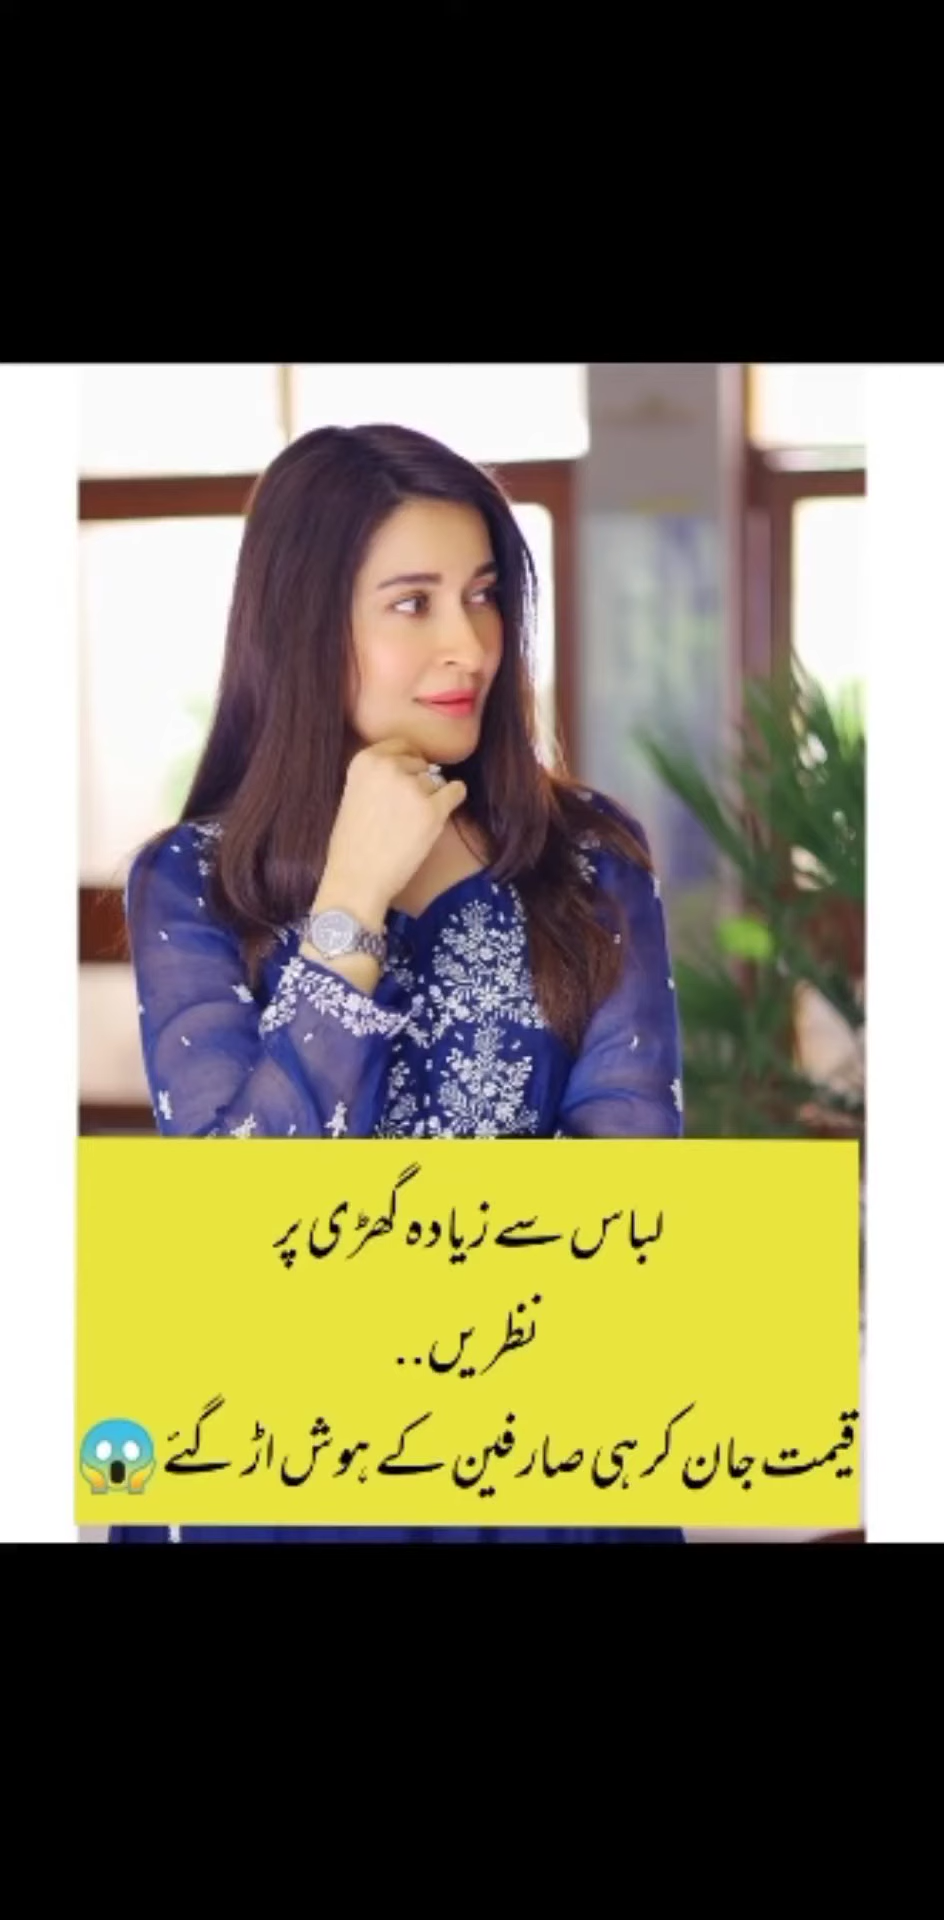 لباس سے زیادہ گھڑی پر
نظریں..
قیمت جان کر ہی صارفین کے ہوش اڑ گئے 😱